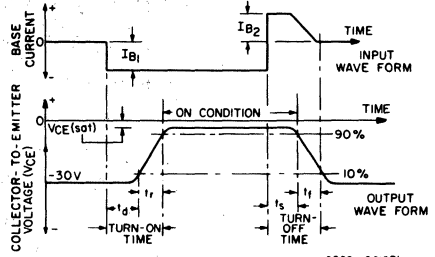 BASE CURRENT
+
0
-
IB1
IB2
TIME
INPUT WAVE FORM
COLLECTOR-TO-EMITTER VOLTAGE (VCE)
+
0
-30V
-
VCE(sat)
ON CONDITION
TIME
90%
10%
td
tr
ts
tf
TURN-ON TIME
TURN-OFF TIME
OUTPUT WAVE FORM